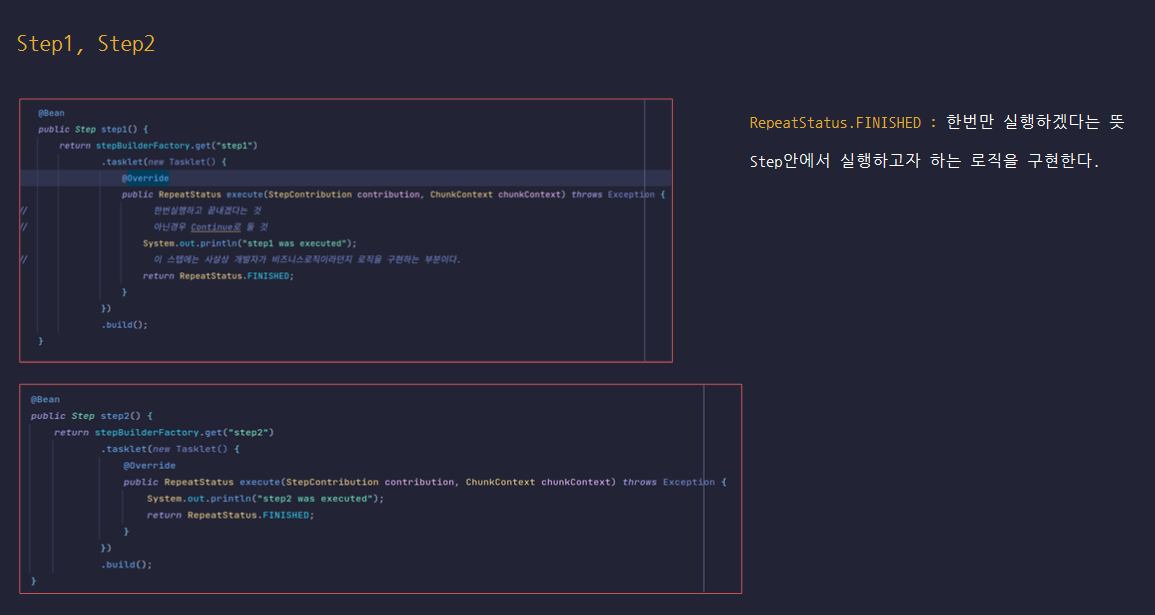 Step1, Step2
@Bean
public Step step1() {
return stepBuilderFactory.get("step1")
.tasklet(new Tasklet() {
@Override
public RepeatStatus execute(StepContribution contribution, ChunkContext chunkContext) throws Exception {
// 한번실행하고 끝내겠다는 것
// 아닌경우 Continue로 둘 것
System.out.println("step1 was executed");
// 이 스텝에는 사실상 개발자가 비즈니스로직이라던지 로직을 구현하는 부분이다.
return RepeatStatus.FINISHED;
}
})
.build();
}
RepeatStatus.FINISHED : 한번만 실행하겠다는 뜻
Step안에서 실행하고자 하는 로직을 구현한다.
@Bean
public Step step2() {
return stepBuilderFactory.get("step2")
.tasklet(new Tasklet() {
@Override
public RepeatStatus execute(StepContribution contribution, ChunkContext chunkContext) throws Exception {
System.out.println("step2 was executed");
return RepeatStatus.FINISHED;
}
})
.build();
}